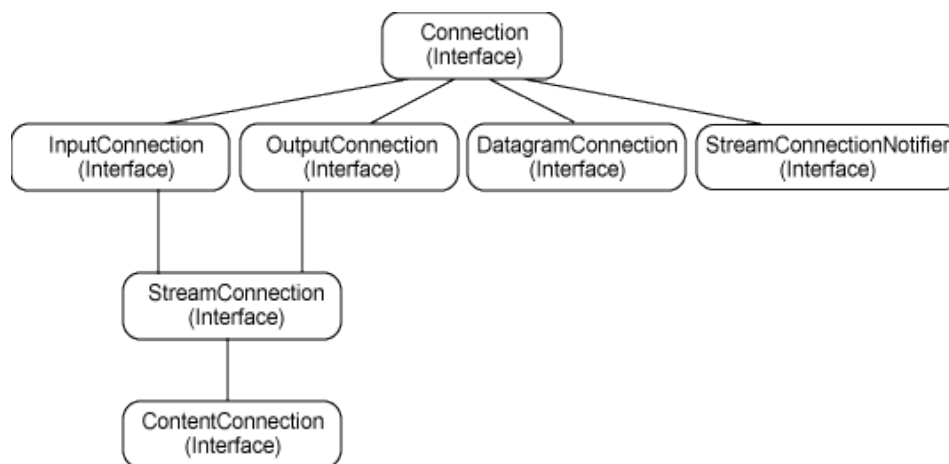 Connection
(Interface)
InputConnection
(Interface)
OutputConnection
(Interface)
DatagramConnection
(Interface)
StreamConnectionNotifier
(Interface)
StreamConnection
(Interface)
ContentConnection
(Interface)